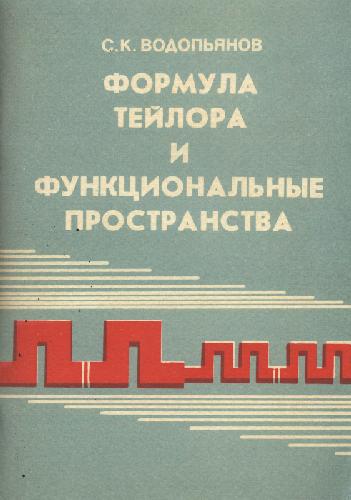 С.К. ВОДОПЬЯНОВ
ФОРМУЛА
ТЕЙЛОРА
И
ФУНКЦИОНАЛЬНЫЕ
ПРОСТРАНСТВА